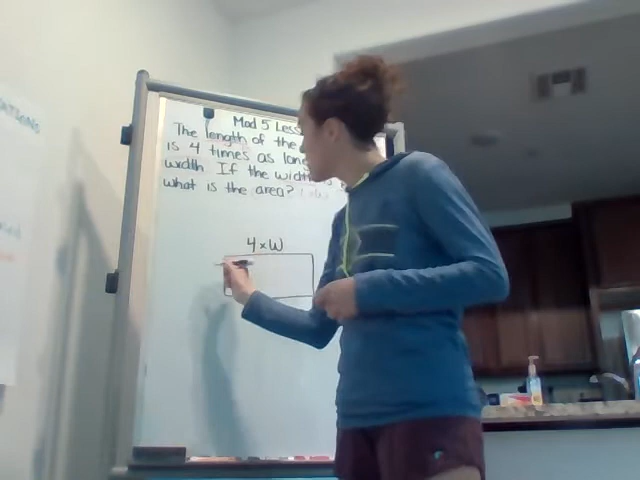 Mod 5 Less
The length of the
is 4 times as lon
width If the width
what is the area?
4 x W